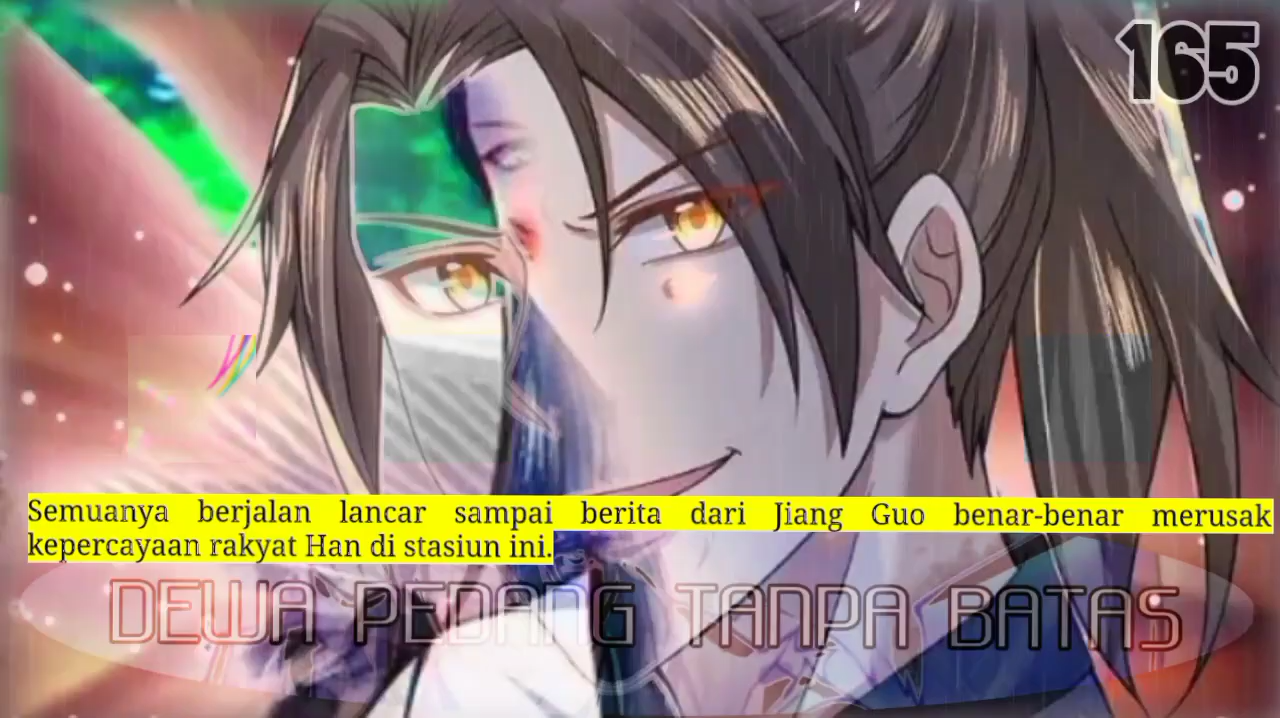 165
Semuanya berjalan lancar sampai berita dari Jiang Guo benar-benar merusak
kepercayaan rakyat Han di stasiun ini.
DEWA PEDANG TANPA BATAS